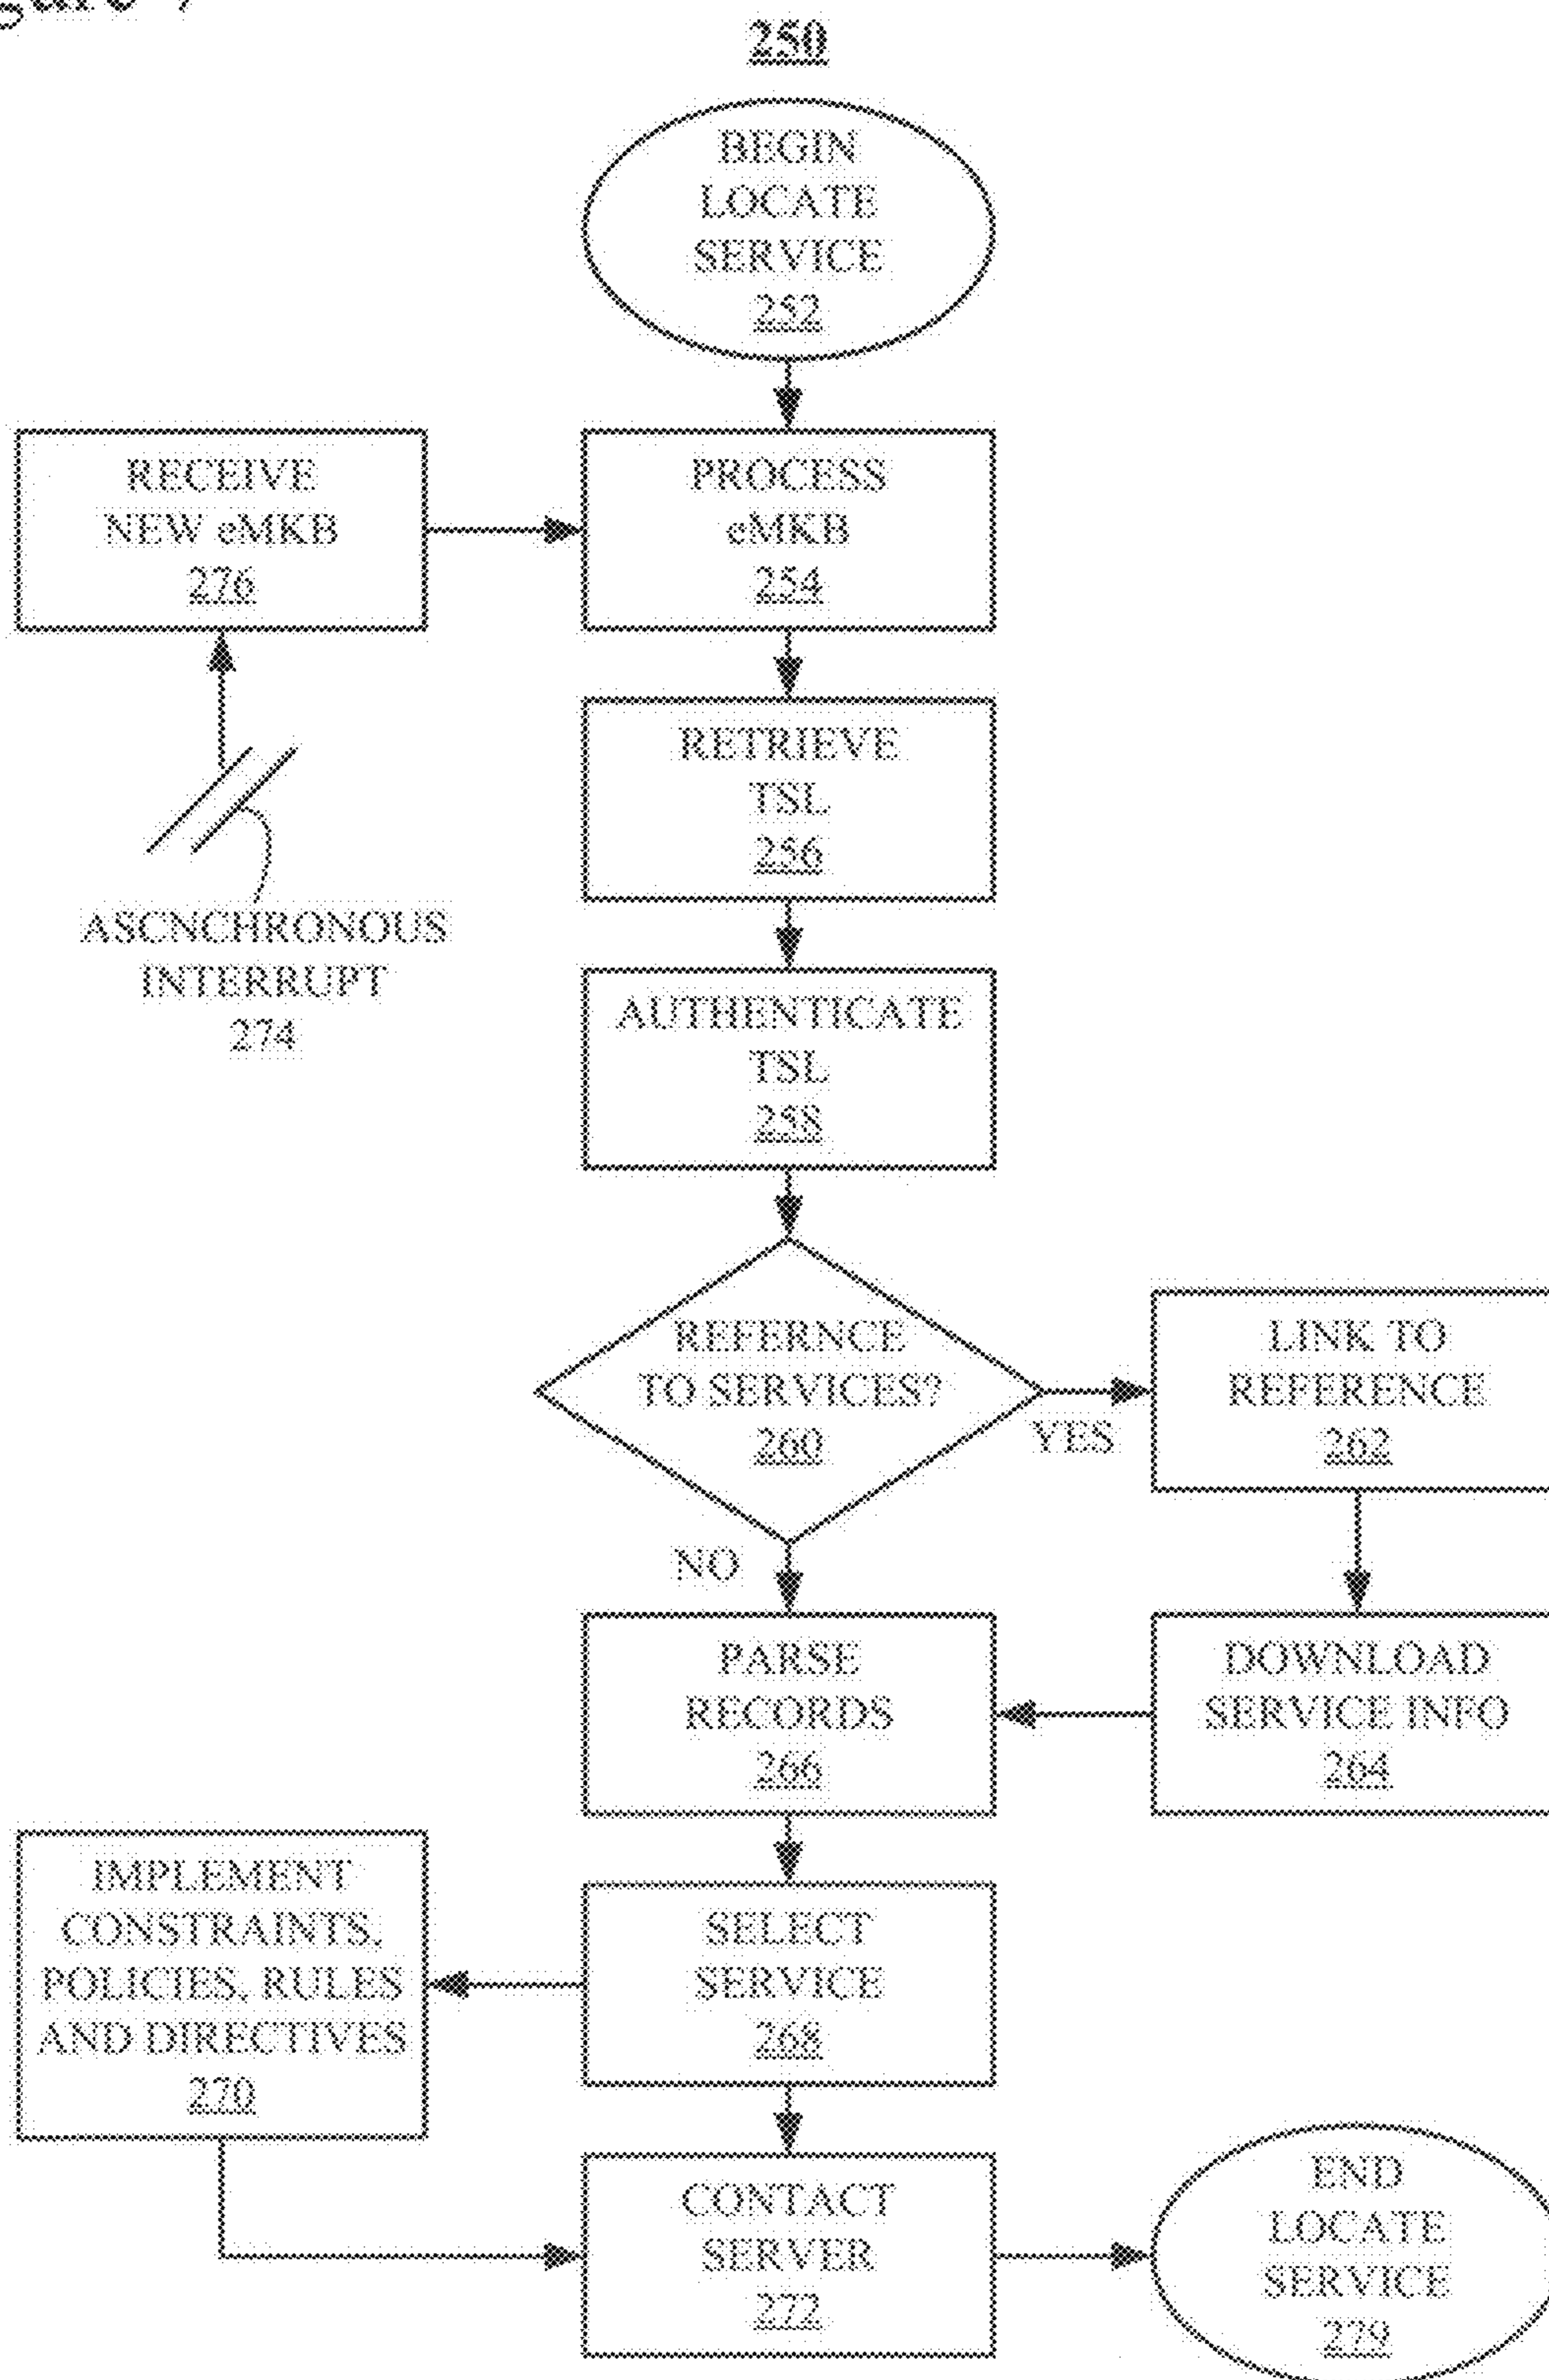 250
BEGIN
LOCATE
SERVICE
252
RECEIVE
NEW eMKB
276
PROCESS
eMKB
254
RETRIEVE
TSL
256
ASCNCHRONOUS
INTERRUPT
274
AUTHENTICATE
TSL
258
REFERNCE
TO SERVICES?
260
YES
LINK TO
REFERENCE
262
NO
PARSE
RECORDS
266
DOWNLOAD
SERVICE INFO
264
IMPLEMENT
CONSTRAINTS,
POLICIES, RULES
AND DIRECTIVES
270
SELECT
SERVICE
268
CONTACT
SERVER
272
END
LOCATE
SERVICE
279